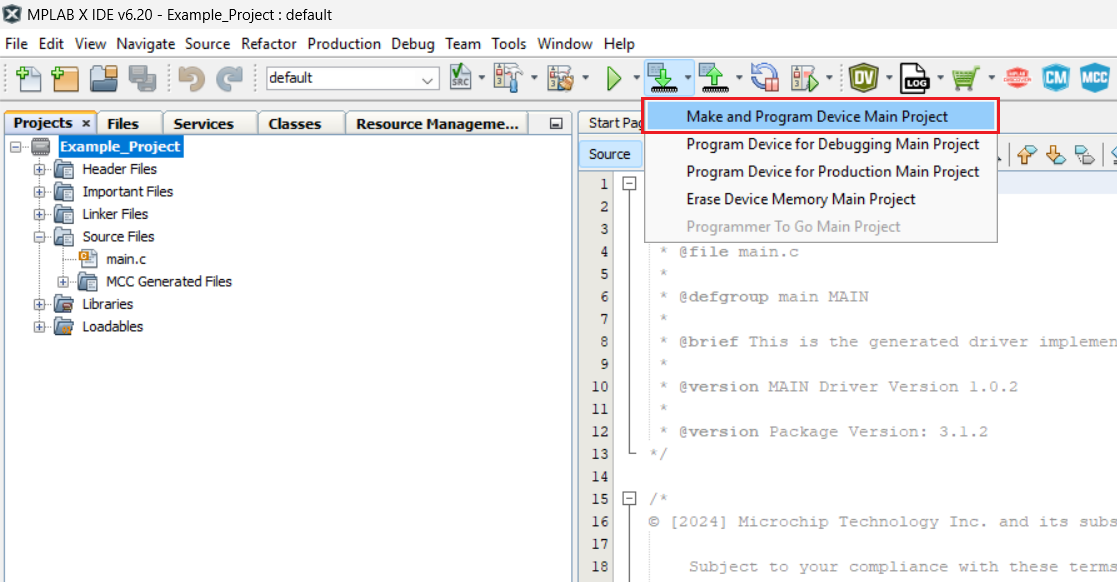 MPLAB X IDE v6.20 - Example_Project : default
File Edit View Navigate Source Refactor Production Debug Team Tools Window Help
default
SRC
DV
LOG
CM
MCC
Projects × Files Services Classes Resource Manageme...
Example_Project
Header Files
Important Files
Linker Files
Source Files
main.c
MCC Generated Files
Libraries
Loadables
Start Pag
Make and Program Device Main Project
Program Device for Debugging Main Project
Program Device for Production Main Project
Erase Device Memory Main Project
Programmer To Go Main Project
Source
1
2
3
4 * @file main.c
5 *
6 * @defgroup main MAIN
7 *
8 * @brief This is the generated driver implemen
9 *
10 * @version MAIN Driver Version 1.0.2
11 *
12 * @version Package Version: 3.1.2
13 */
14
15 /*
16 © [2024] Microchip Technology Inc. and its subs
17
18 Subject to your compliance with these terms